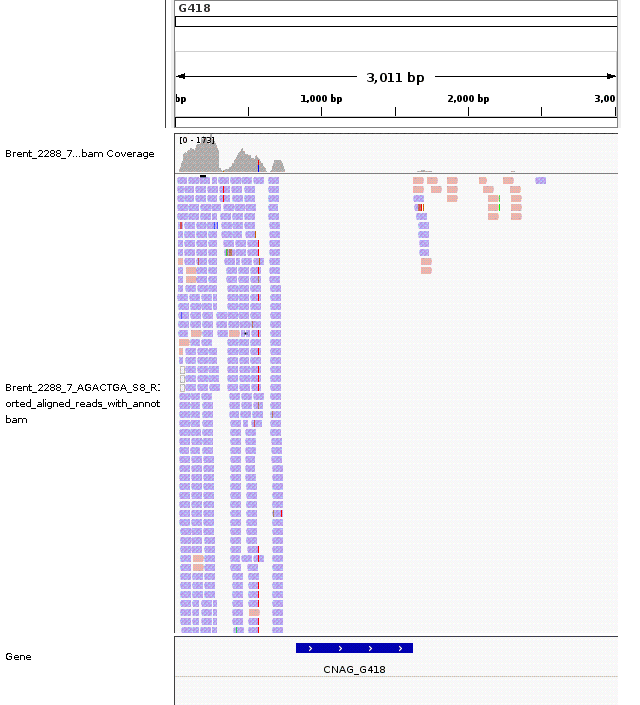 G418
3,011 bp
bp 1,000 bp 2,000 bp 3,00
[0 - 173]
Brent_2288_7...bam Coverage
Brent_2288_7_AGACTGA_S8_R1
orted_aligned_reads_with_annot
bam
Gene
CNAG_G418